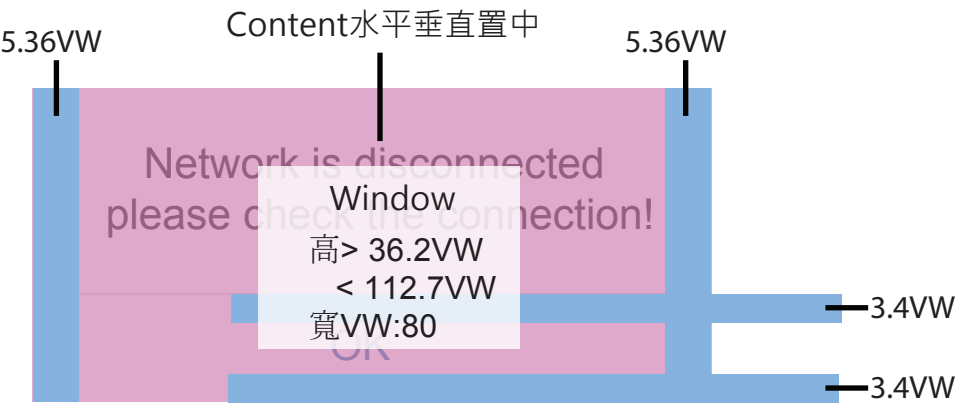 Content水平垂直置中
5.36VW
5.36VW
Network is disconnected
please check the connection!
Window
高> 36.2VW
< 112.7VW
寬VW:80
3.4VW
OK
3.4VW